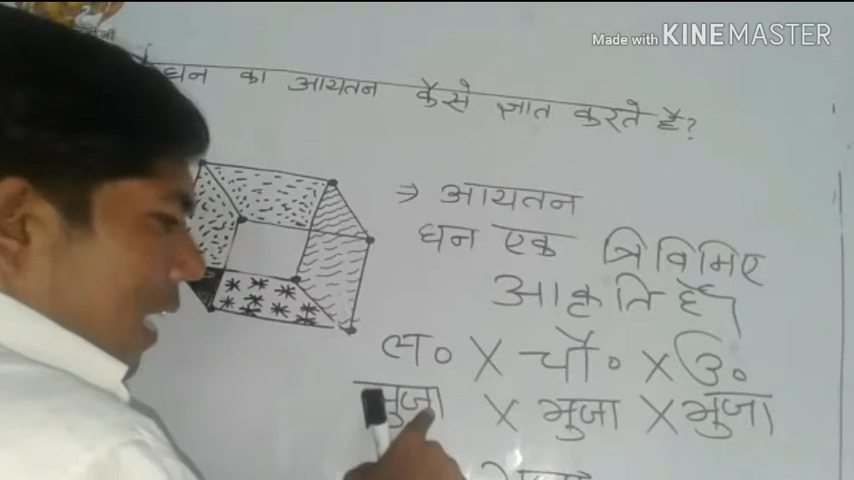 Made with KINEMASTER
घन का आयतन कैसे ज्ञात करते है?
⇒ आयतन
घन एक त्रिविमिए
आकृति है।
ल० X चौ० X ऊ०
भुजा X भुजा X भुजा